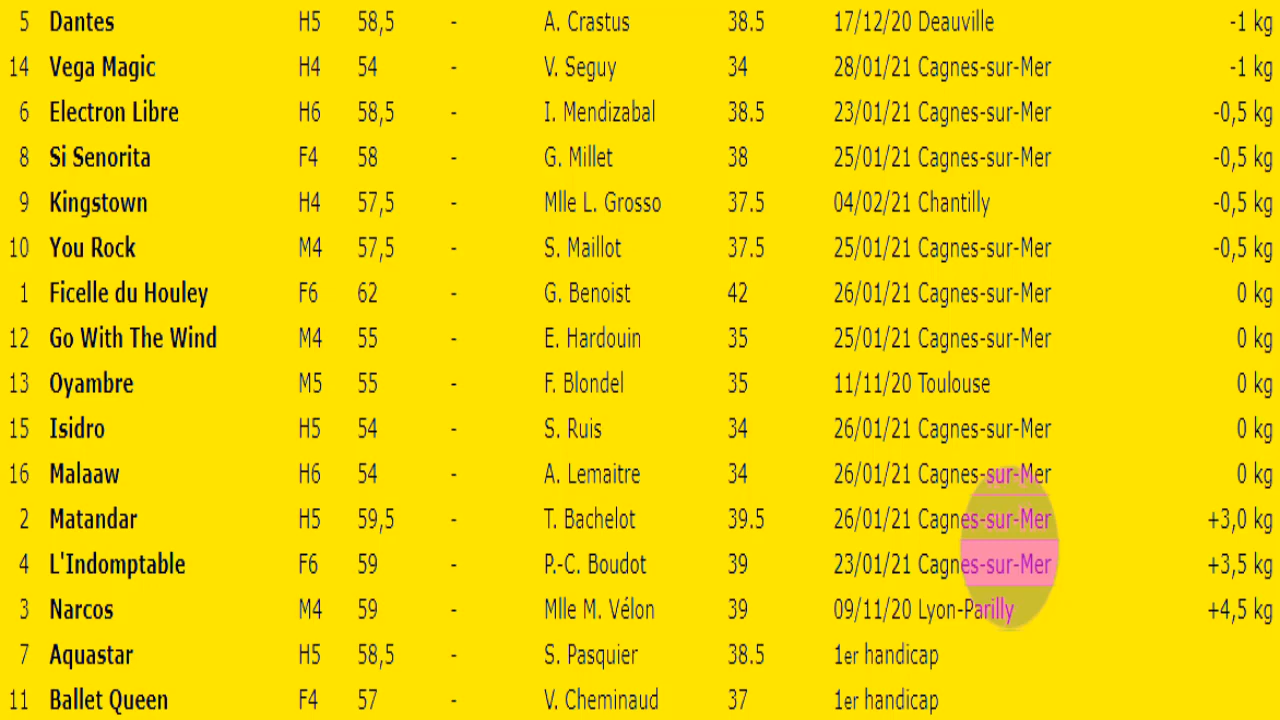 5 Dantes H5 58,5 - A. Crastus 38.5 17/12/20 Deauville -1 kg
14 Vega Magic H4 54 - V. Seguy 34 28/01/21 Cagnes-sur-Mer -1 kg
6 Electron Libre H6 58,5 - I. Mendizabal 38.5 23/01/21 Cagnes-sur-Mer -0,5 kg
8 Si Senorita F4 58 - G. Millet 38 25/01/21 Cagnes-sur-Mer -0,5 kg
9 Kingstown H4 57,5 - Mlle L. Grosso 37.5 04/02/21 Chantilly -0,5 kg
10 You Rock M4 57,5 - S. Maillot 37.5 25/01/21 Cagnes-sur-Mer -0,5 kg
1 Ficelle du Houley F6 62 - G. Benoist 42 26/01/21 Cagnes-sur-Mer 0 kg
12 Go With The Wind M4 55 - E. Hardouin 35 25/01/21 Cagnes-sur-Mer 0 kg
13 Oyambre M5 55 - F. Blondel 35 11/11/20 Toulouse 0 kg
15 Isidro H5 54 - S. Ruis 34 26/01/21 Cagnes-sur-Mer 0 kg
16 Malaaw H6 54 - A. Lemaitre 34 26/01/21 Cagnes-sur-Mer 0 kg
2 Matandar H5 59,5 - T. Bachelot 39.5 26/01/21 Cagnes-sur-Mer +3,0 kg
4 L'Indomptable F6 59 - P.-C. Boudot 39 23/01/21 Cagnes-sur-Mer +3,5 kg
3 Narcos M4 59 - Mlle M. Vélon 39 09/11/20 Lyon-Parilly +4,5 kg
7 Aquastar H5 58,5 - S. Pasquier 38.5 1er handicap
11 Ballet Queen F4 57 - V. Cheminaud 37 1er handicap